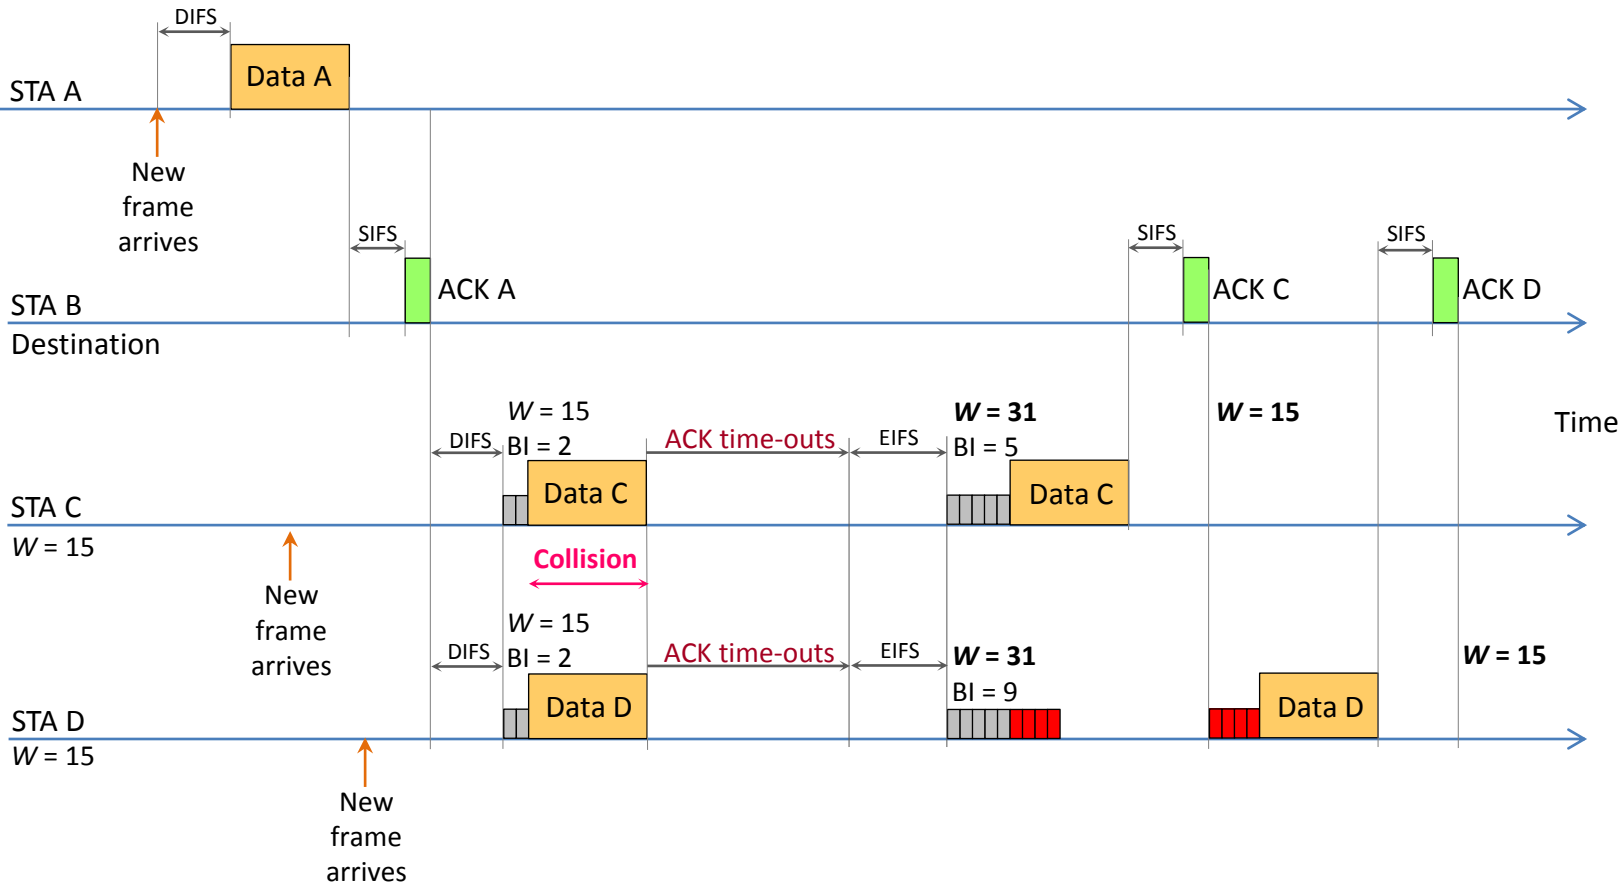 DIFS
Data A
STA A
New
frame
arrives
SIFS
SIFS
SIFS
ACK A
ACK C
ACK D
STA B
Destination
W = 15
BI = 2
DIFS
ACK time-outs
EIFS
W = 31
BI = 5
W = 15
Time
Data C
Data C
STA C
W = 15
Collision
New
frame
arrives
W = 15
BI = 2
DIFS
ACK time-outs
EIFS
W = 31
BI = 9
W = 15
Data D
Data D
STA D
W = 15
New
frame
arrives